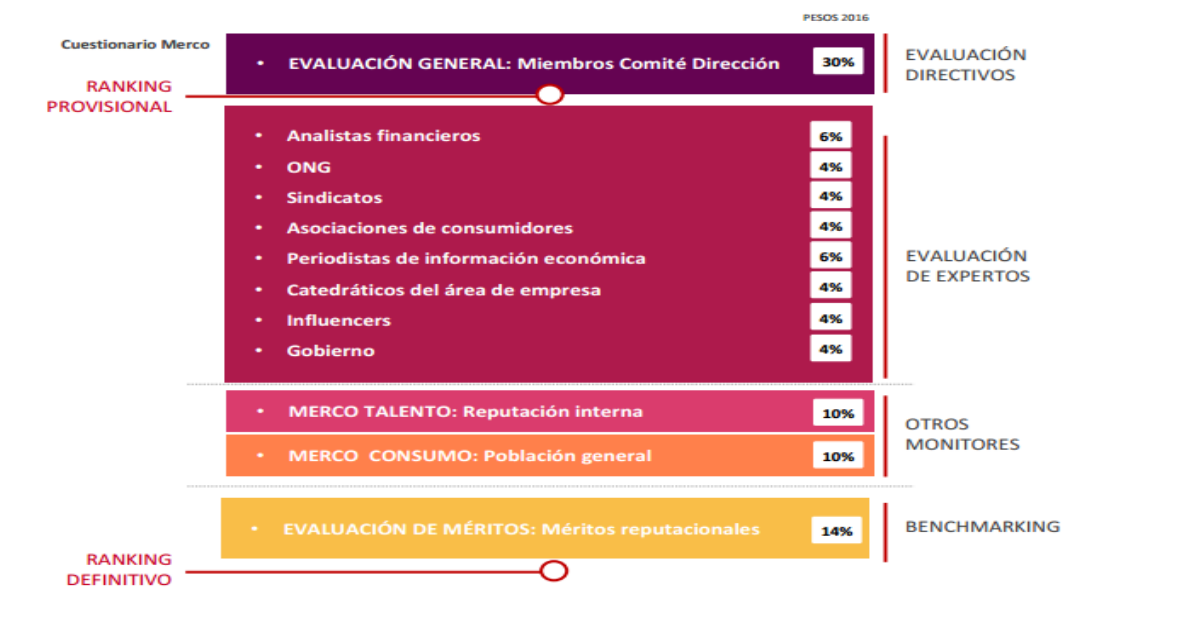 PESOS 2016
Cuestionario Merco
• EVALUACIÓN GENERAL: Miembros Comité Dirección 30%
EVALUACIÓN
DIRECTIVOS
RANKING
PROVISIONAL
• Analistas financieros 6%
• ONG 4%
• Sindicatos 4%
• Asociaciones de consumidores 4%
• Periodistas de información económica 6%
• Catedráticos del área de empresa 4%
• Influencers 4%
• Gobierno 4%
EVALUACIÓN
DE EXPERTOS
• MERCO TALENTO: Reputación interna 10%
• MERCO CONSUMO: Población general 10%
OTROS
MONITORES
• EVALUACIÓN DE MÉRITOS: Méritos reputacionales 14%
BENCHMARKING
RANKING
DEFINITIVO